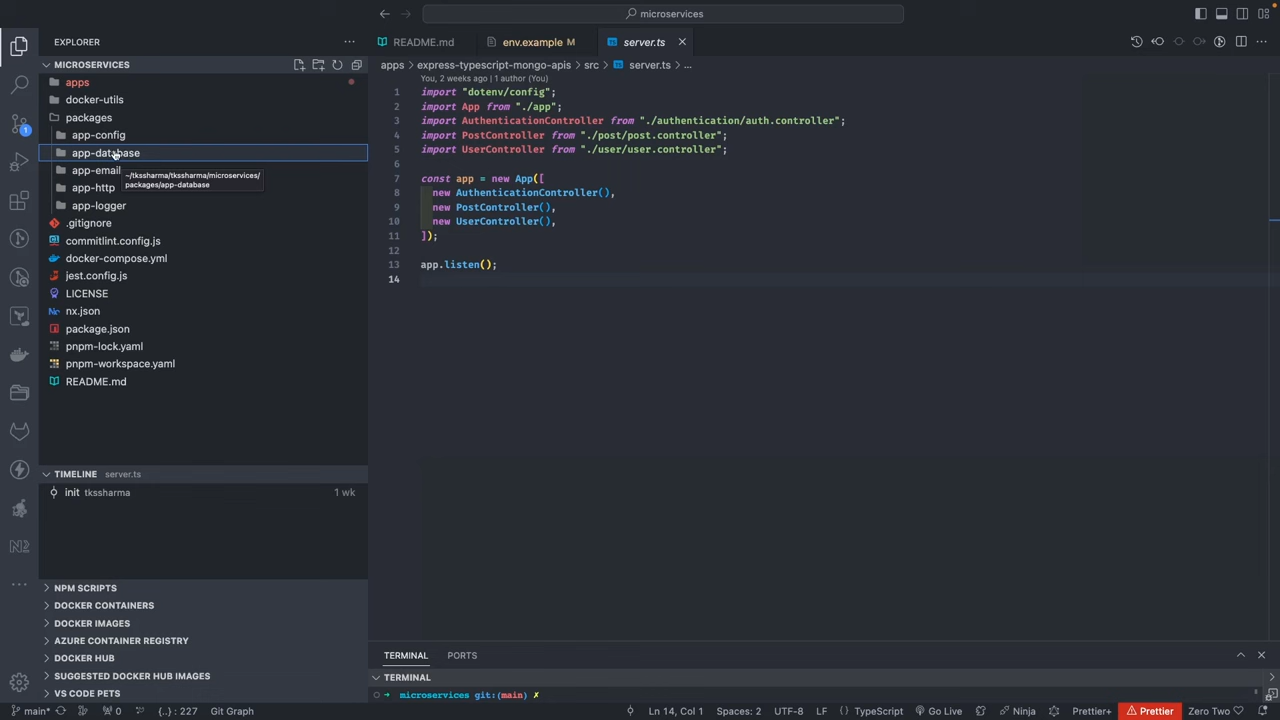 microservices
EXPLORER
README.md
env.example M
server.ts
MICROSERVICES
apps
docker-utils
packages
app-config
app-database
app-email
app-http
app-logger
~/tkssharma/tkssharma/microservices/
packages/app-database
.gitignore
commitlint.config.js
docker-compose.yml
jest.config.js
LICENSE
nx.json
package.json
pnpm-lock.yaml
pnpm-workspace.yaml
README.md
1
apps > express-typescript-mongo-apis > src > server.ts > ...
You, 2 weeks ago | 1 author (You)
1 import "dotenv/config";
2 import App from "./app";
3 import AuthenticationController from "./authentication/auth.controller";
4 import PostController from "./post/post.controller";
5 import UserController from "./user/user.controller";
6
7 const app = new App([
8 new AuthenticationController(),
9 new PostController(),
10 new UserController(),
11 ]);
12
13 app.listen();
14
TIMELINE server.ts
init tkssharma 1 wk
NPM SCRIPTS
DOCKER CONTAINERS
DOCKER IMAGES
AZURE CONTAINER REGISTRY
DOCKER HUB
SUGGESTED DOCKER HUB IMAGES
VS CODE PETS
TERMINAL PORTS
TERMINAL
microservices git:(main) ✗
main* 0 {..} : 227 Git Graph Ln 14, Col 1 Spaces: 2 UTF-8 LF TypeScript Go Live Ninja Prettier+ Prettier Zero Two